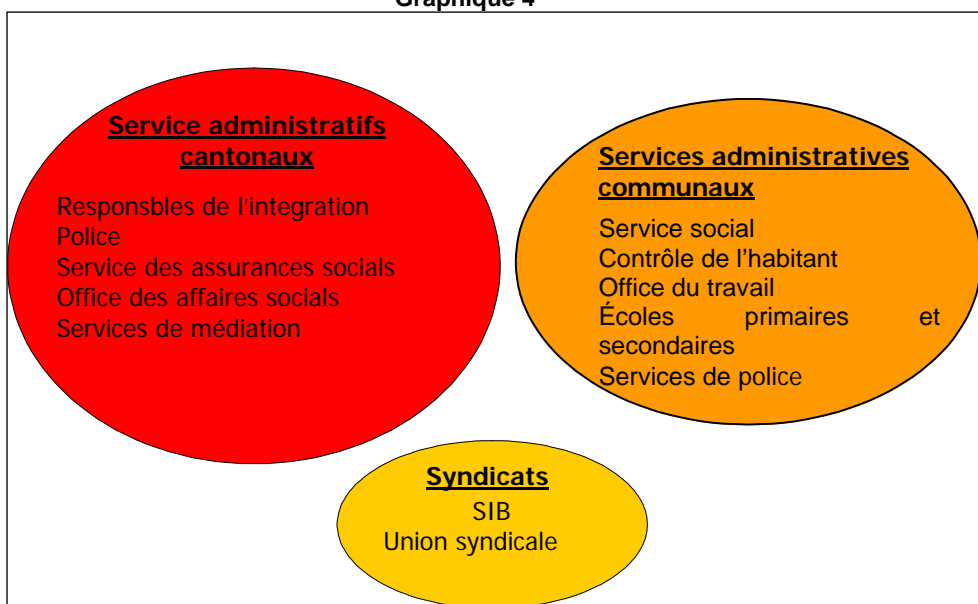 Graphique 4
Service administratifs
cantonaux
Responsbles de l'integration
Police
Service des assurances socials
Office des affaires socials
Services de médiation
Services administratives
communaux
Service social
Contrôle de l'habitant
Office du travail
Écoles primaires et
secondaires
Services de police
Syndicats
SIB
Union syndicale